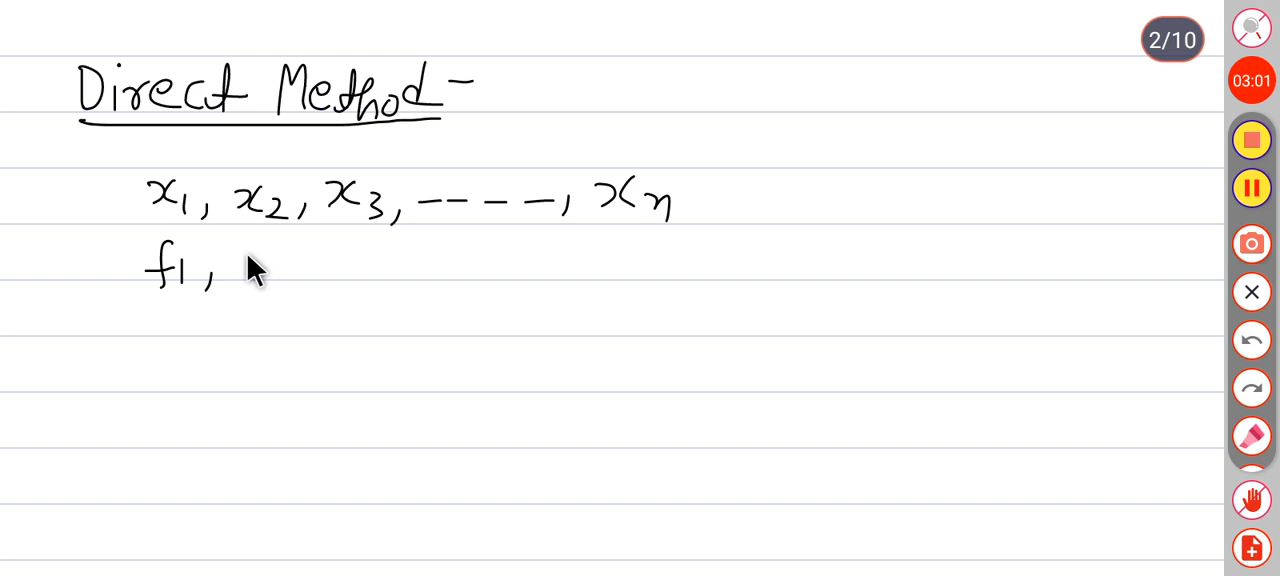 2/10
03:01
Direct Method -
x1, x2, x3, -----, xn
f1,